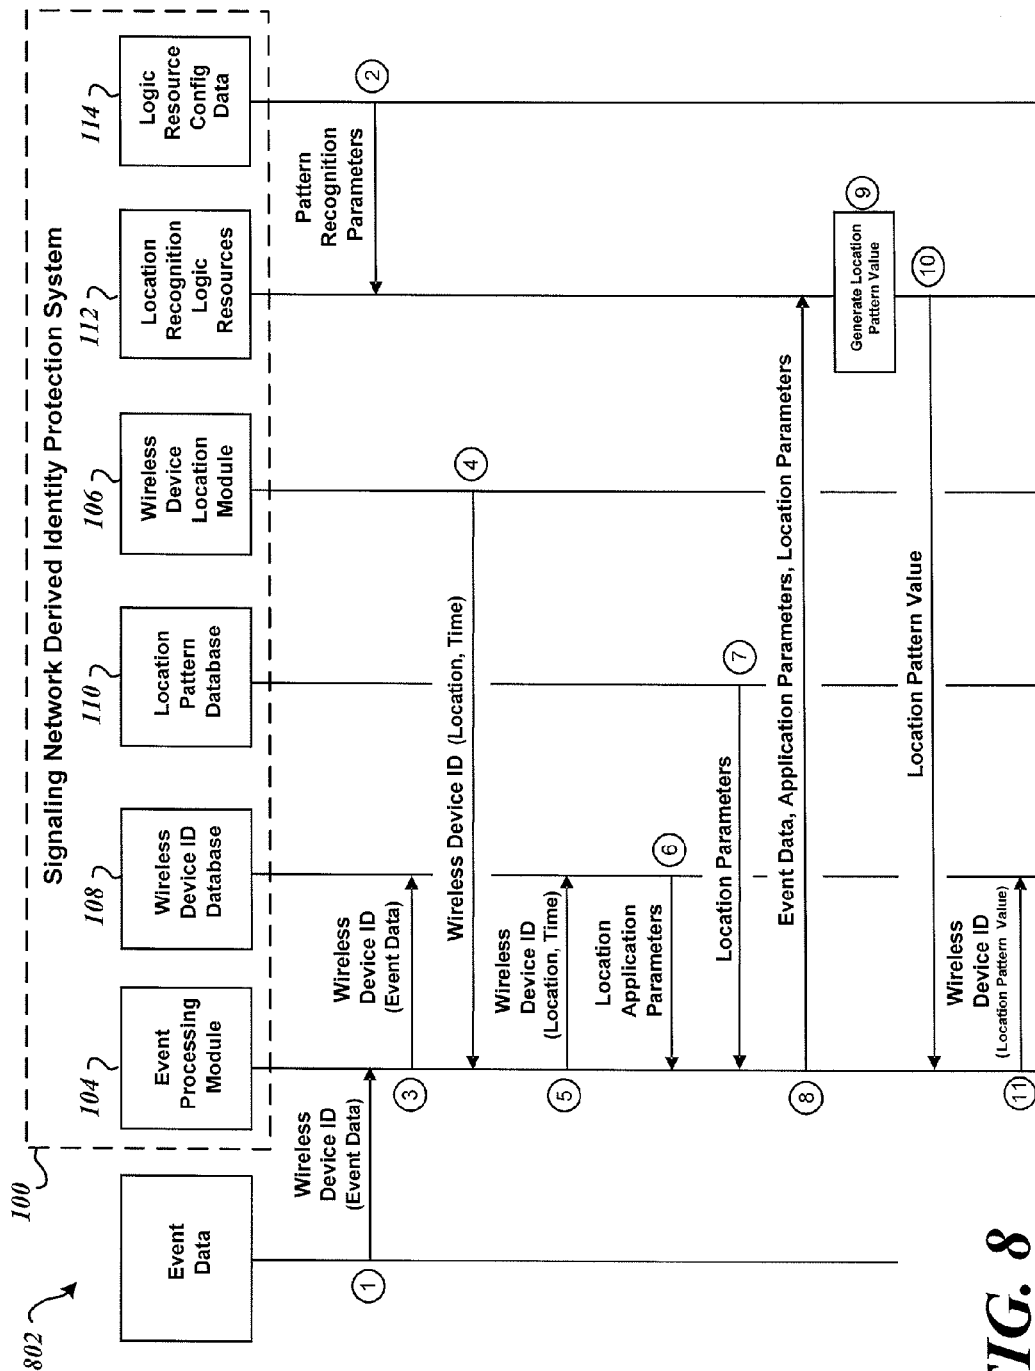 802
100
Signaling Network Derived Identity Protection System
104
108
110
106
112
114
Event
Data
Event
Processing
Module
Wireless
Device ID
Database
Location
Pattern
Database
Wireless
Device
Location
Module
Location
Recognition
Logic
Resources
Logic
Resource
Config
Data
1
Wireless
Device ID
(Event Data)
2
Pattern
Recognition
Parameters
3
Wireless
Device ID
(Event Data)
4
Wireless Device ID (Location, Time)
5
Wireless
Device ID
(Location, Time)
6
Location
Application
Parameters
7
Location Parameters
8
Event Data, Application Parameters, Location Parameters
9
Generate Location
Pattern Value
10
Location Pattern Value
11
Wireless
Device ID
(Location Pattern Value)
FIG. 8